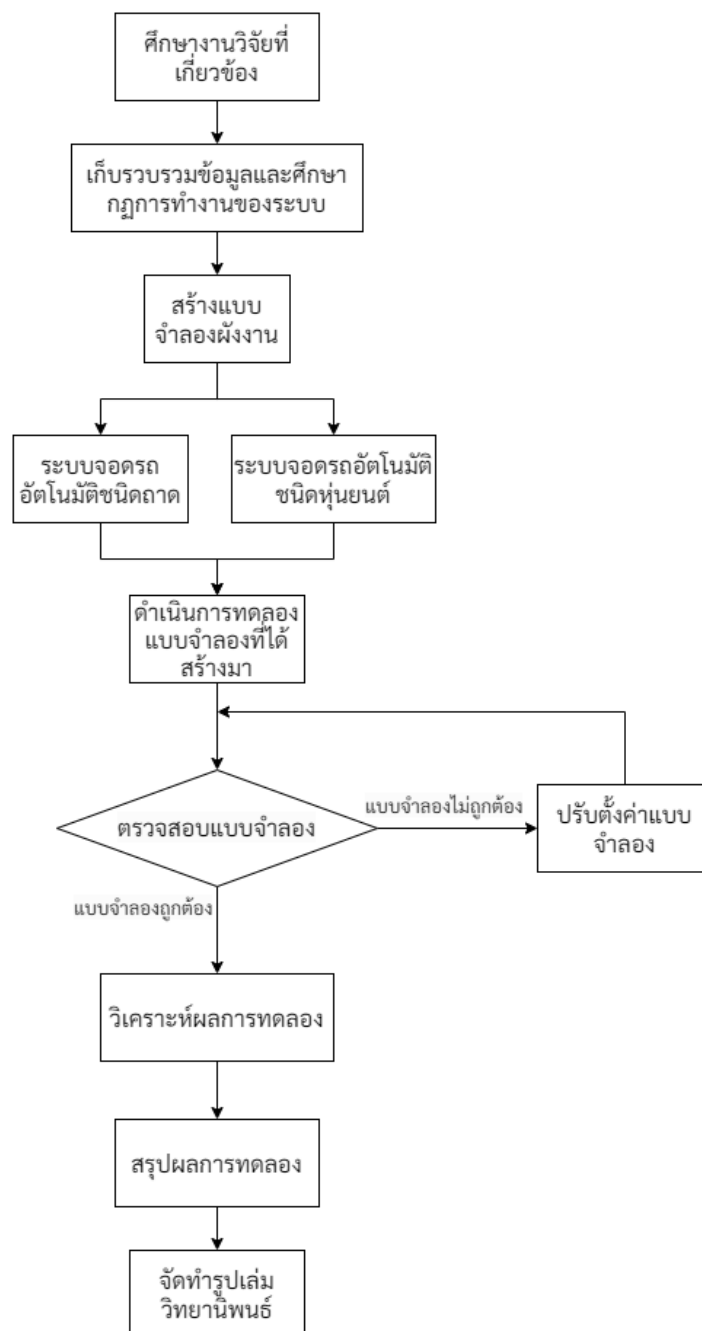 ศึกษางานวิจัยที่
เกี่ยวข้อง
เก็บรวบรวมข้อมูลและศึกษา
กฏการทำงานของระบบ
สร้างแบบ
จำลองผังงาน
ระบบจอดรถ
อัตโนมัติชนิดถาด
ระบบจอดรถอัตโนมัติ
ชนิดหุ่นยนต์
ดำเนินการทดลอง
แบบจำลองที่ได้
สร้างมา
ตรวจสอบแบบจำลอง
แบบจำลองไม่ถูกต้อง
ปรับตั้งค่าแบบ
จำลอง
แบบจำลองถูกต้อง
วิเคราะห์ผลการทดลอง
สรุปผลการทดลอง
จัดทำรูปเล่ม
วิทยานิพนธ์